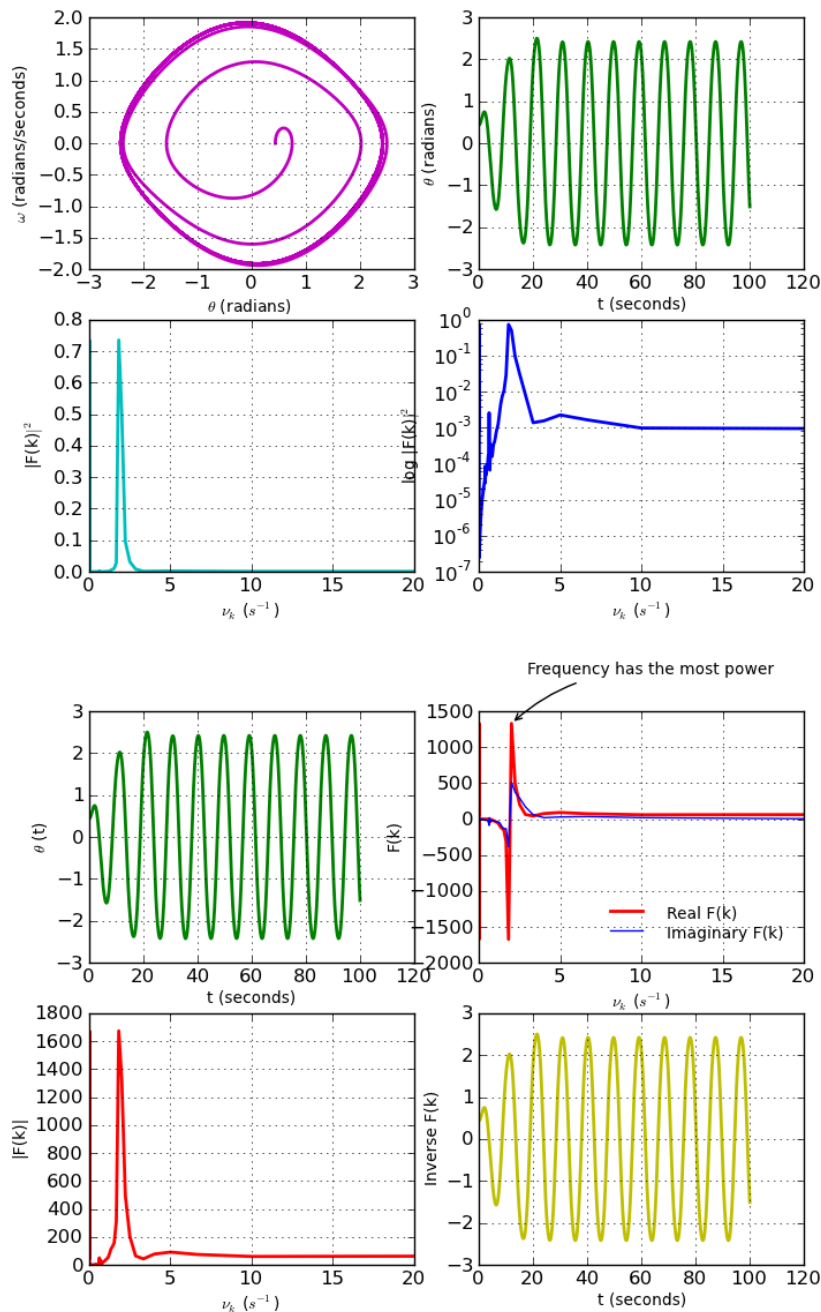 2.0
1.5
1.0
0.5
0.0
−0.5
−1.0
−1.5
−2.0
ω (radians/seconds)
−3 −2 −1 0 1 2 3
θ (radians)
3
2
1
0
−1
−2
−3
θ (radians)
0 20 40 60 80 100 120
t (seconds)
0.8
0.7
0.6
0.5
0.4
0.3
0.2
0.1
0.0
|F(k)|²
0 5 10 15 20
νₖ (s⁻¹)
10⁰
10⁻¹
10⁻²
10⁻³
10⁻⁴
10⁻⁵
10⁻⁶
10⁻⁷
log |F(k)|²
0 5 10 15 20
νₖ (s⁻¹)
3
2
1
0
−1
−2
−3
θ (t)
0 20 40 60 80 100 120
t (seconds)
Frequency has the most power
1500
1000
500
0
−500
−1000
−1500
−2000
F(k)
Real F(k)
Imaginary F(k)
0 5 10 15 20
νₖ (s⁻¹)
1800
1600
1400
1200
1000
800
600
400
200
0
|F(k)|
0 5 10 15 20
νₖ (s⁻¹)
3
2
1
0
−1
−2
−3
Inverse F(k)
0 20 40 60 80 100 120
t (seconds)